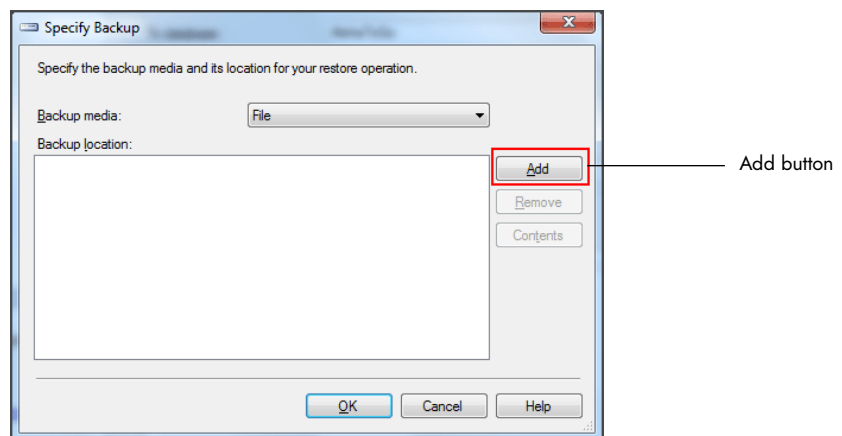 Specify Backup
Specify the backup media and its location for your restore operation.
Backup media:
File
Backup location:
Add
Add button
Remove
Contents
OK
Cancel
Help